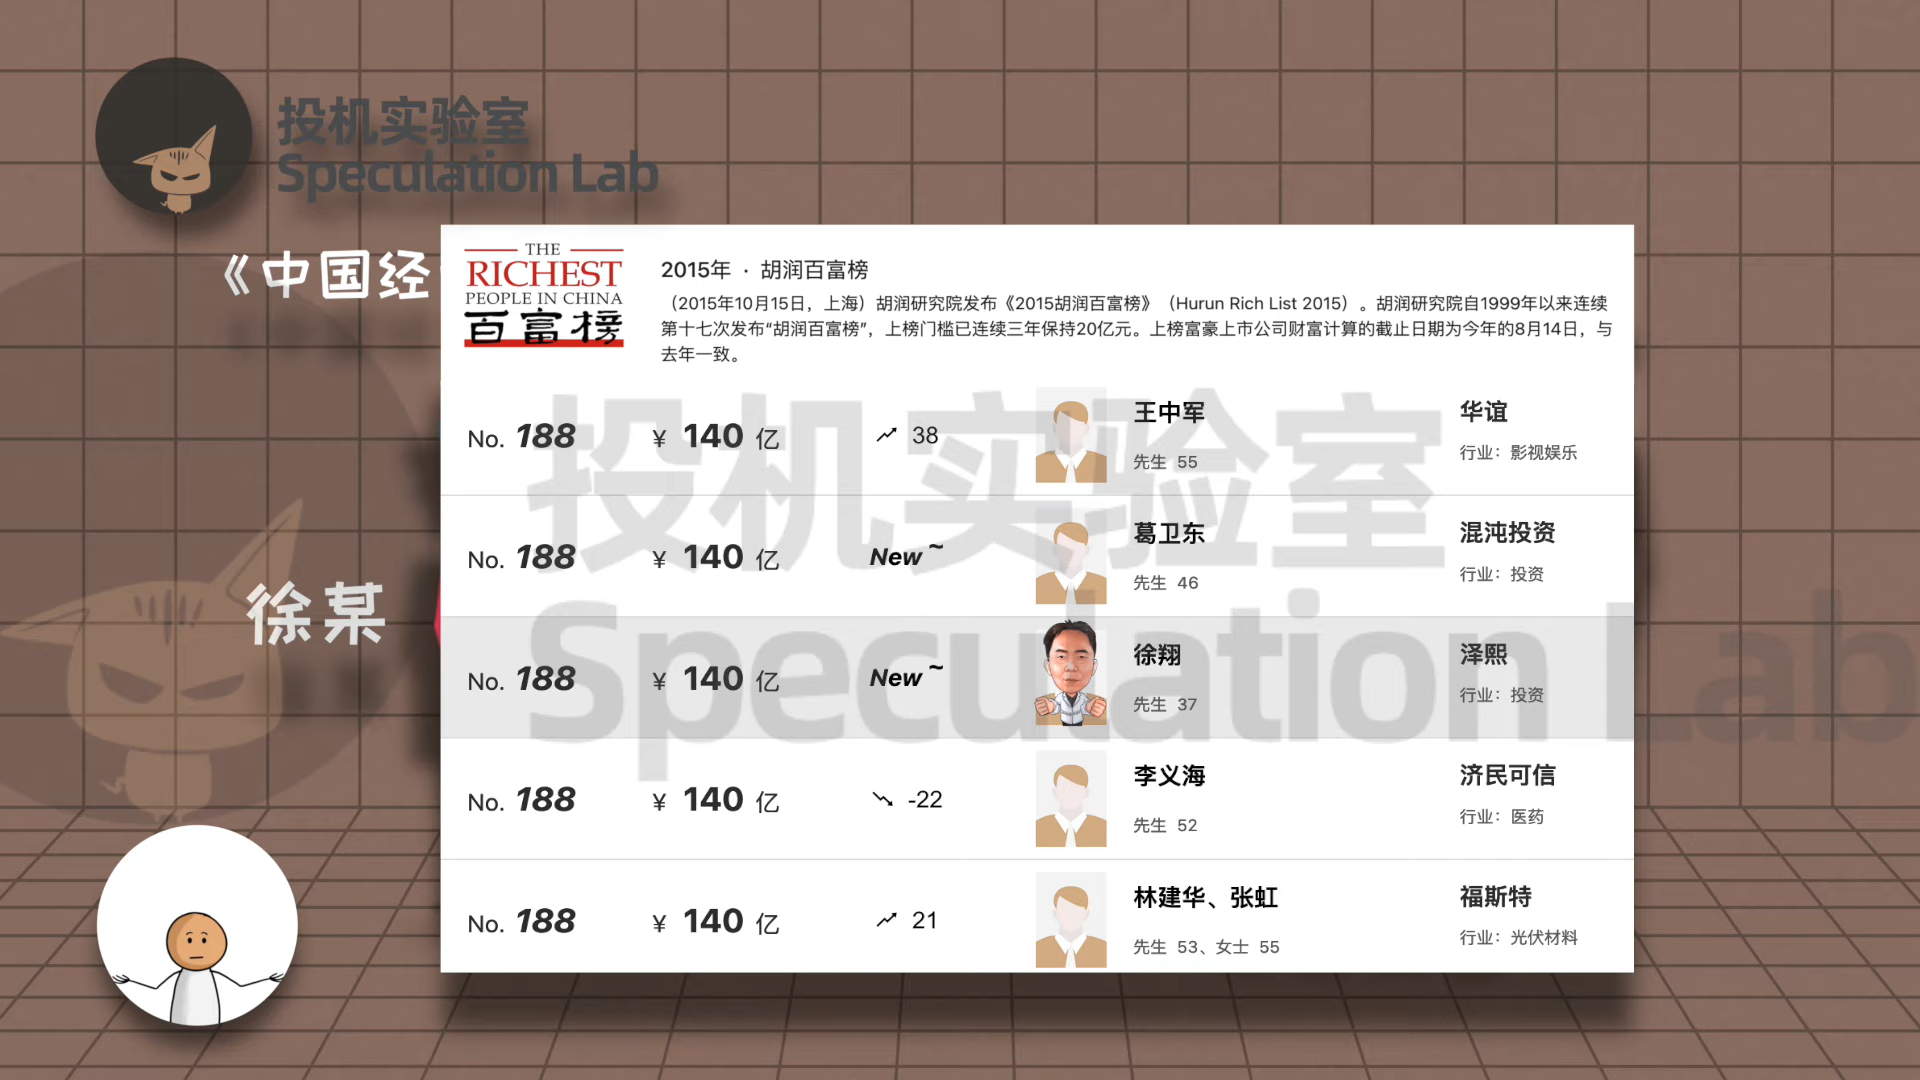 投机实验室
Speculation Lab
《中国经
徐某
THE
RICHEST
PEOPLE IN CHINA
百富榜
2015年 · 胡润百富榜
（2015年10月15日，上海）胡润研究院发布《2015胡润百富榜》（Hurun Rich List 2015）。胡润研究院自1999年以来连续
第十七次发布“胡润百富榜”，上榜门槛已连续三年保持20亿元。上榜富豪上市公司财富计算的截止日期为今年的8月14日，与
去年一致。
No. 188 ¥ 140 亿 38 王中军 华谊
先生 55 行业：影视娱乐
No. 188 ¥ 140 亿 New ~ 葛卫东 混沌投资
先生 46 行业：投资
No. 188 ¥ 140 亿 New ~ 徐翔 泽熙
先生 37 行业：投资
No. 188 ¥ 140 亿 -22 李义海 济民可信
先生 52 行业：医药
No. 188 ¥ 140 亿 21 林建华、张虹 福斯特
先生 53、女士 55 行业：光伏材料
投机实验室
Speculation Lab